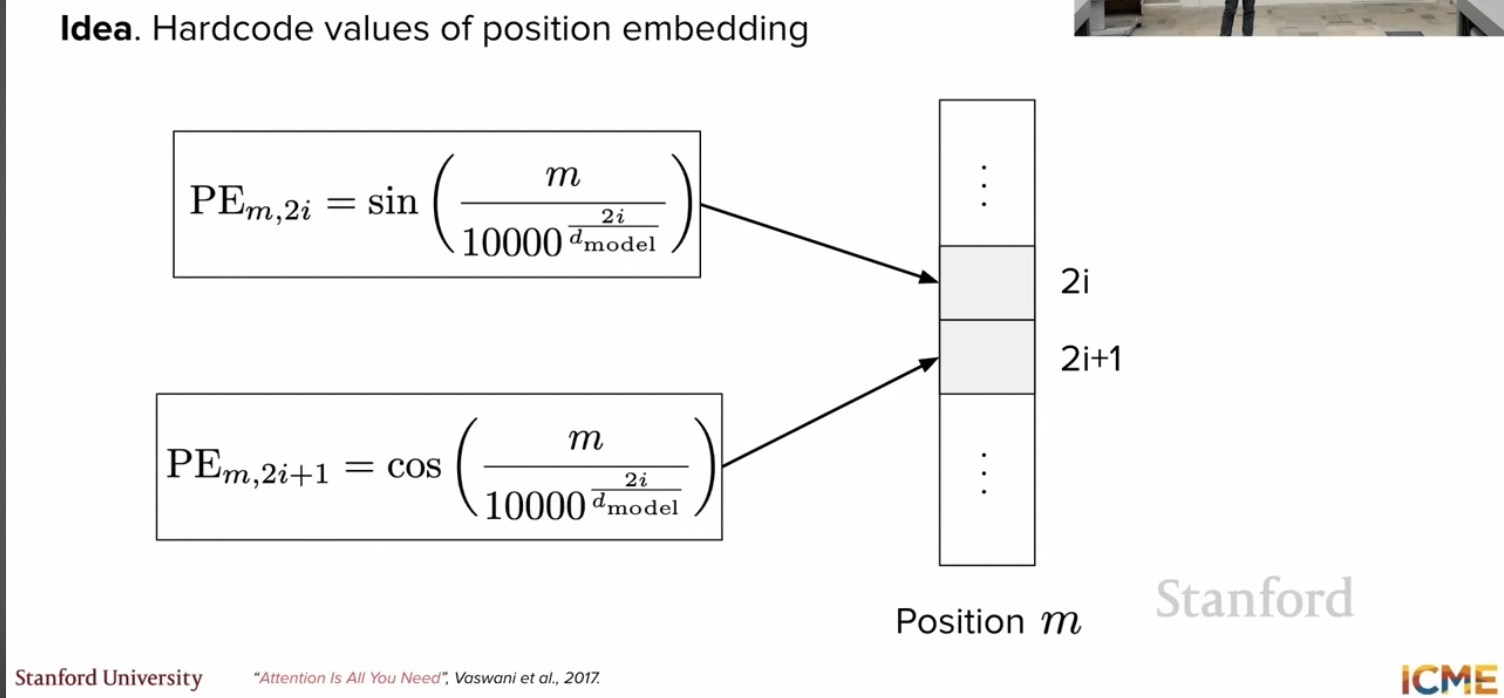 Idea. Hardcode values of position embedding
PE_{m,2i} = sin ( m / 10000^{2i / d_model} )
⋮
2i
2i+1
PE_{m,2i+1} = cos ( m / 10000^{2i / d_model} )
⋮
Position m
Stanford
Stanford University
“Attention Is All You Need”, Vaswani et al., 2017.
ICME